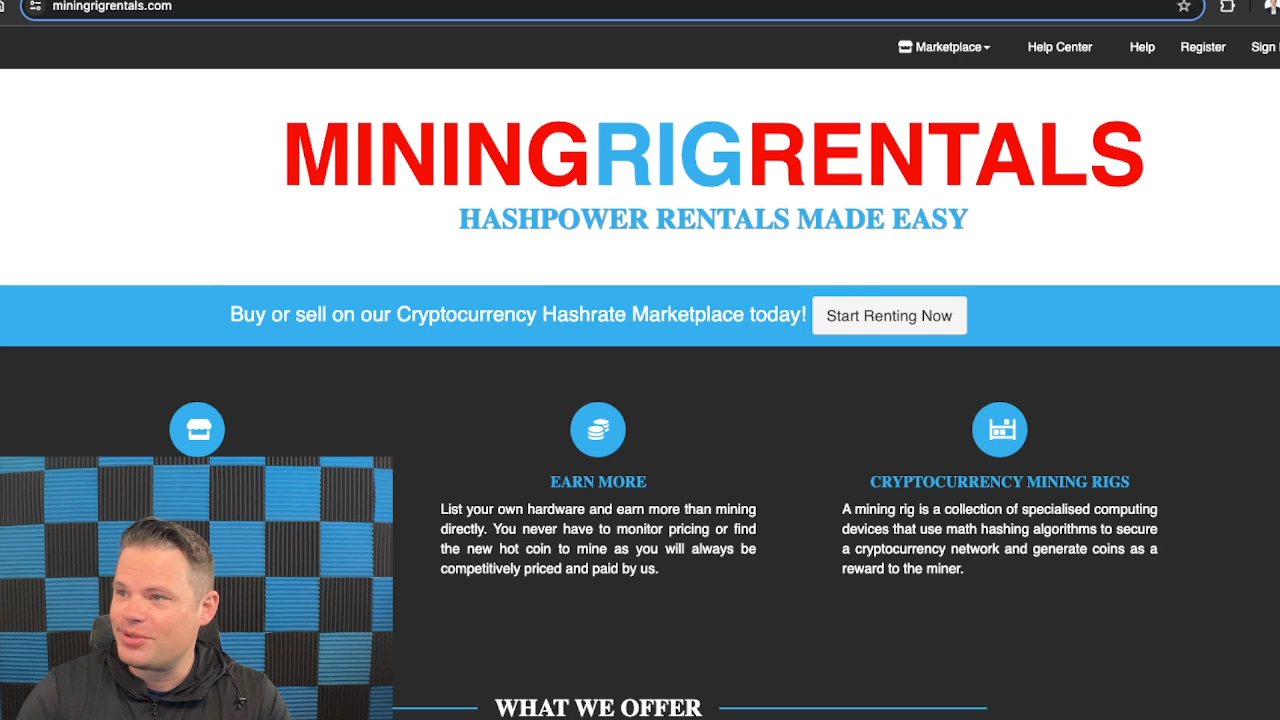 miningrigrentals.com
Marketplace
Help Center
Help
Register
Sign
MININGRIGRENTALS
HASHPOWER RENTALS MADE EASY
Buy or sell on our Cryptocurrency Hashrate Marketplace today!
Start Renting Now
EARN MORE
List your own hardware and earn more than mining
directly. You never have to monitor pricing or find
the new hot coin to mine as you will always be
competitively priced and paid by us.
CRYPTOCURRENCY MINING RIGS
A mining rig is a collection of specialised computing
devices that use math hashing algorithms to secure
a cryptocurrency network and generate coins as a
reward to the miner.
WHAT WE OFFER